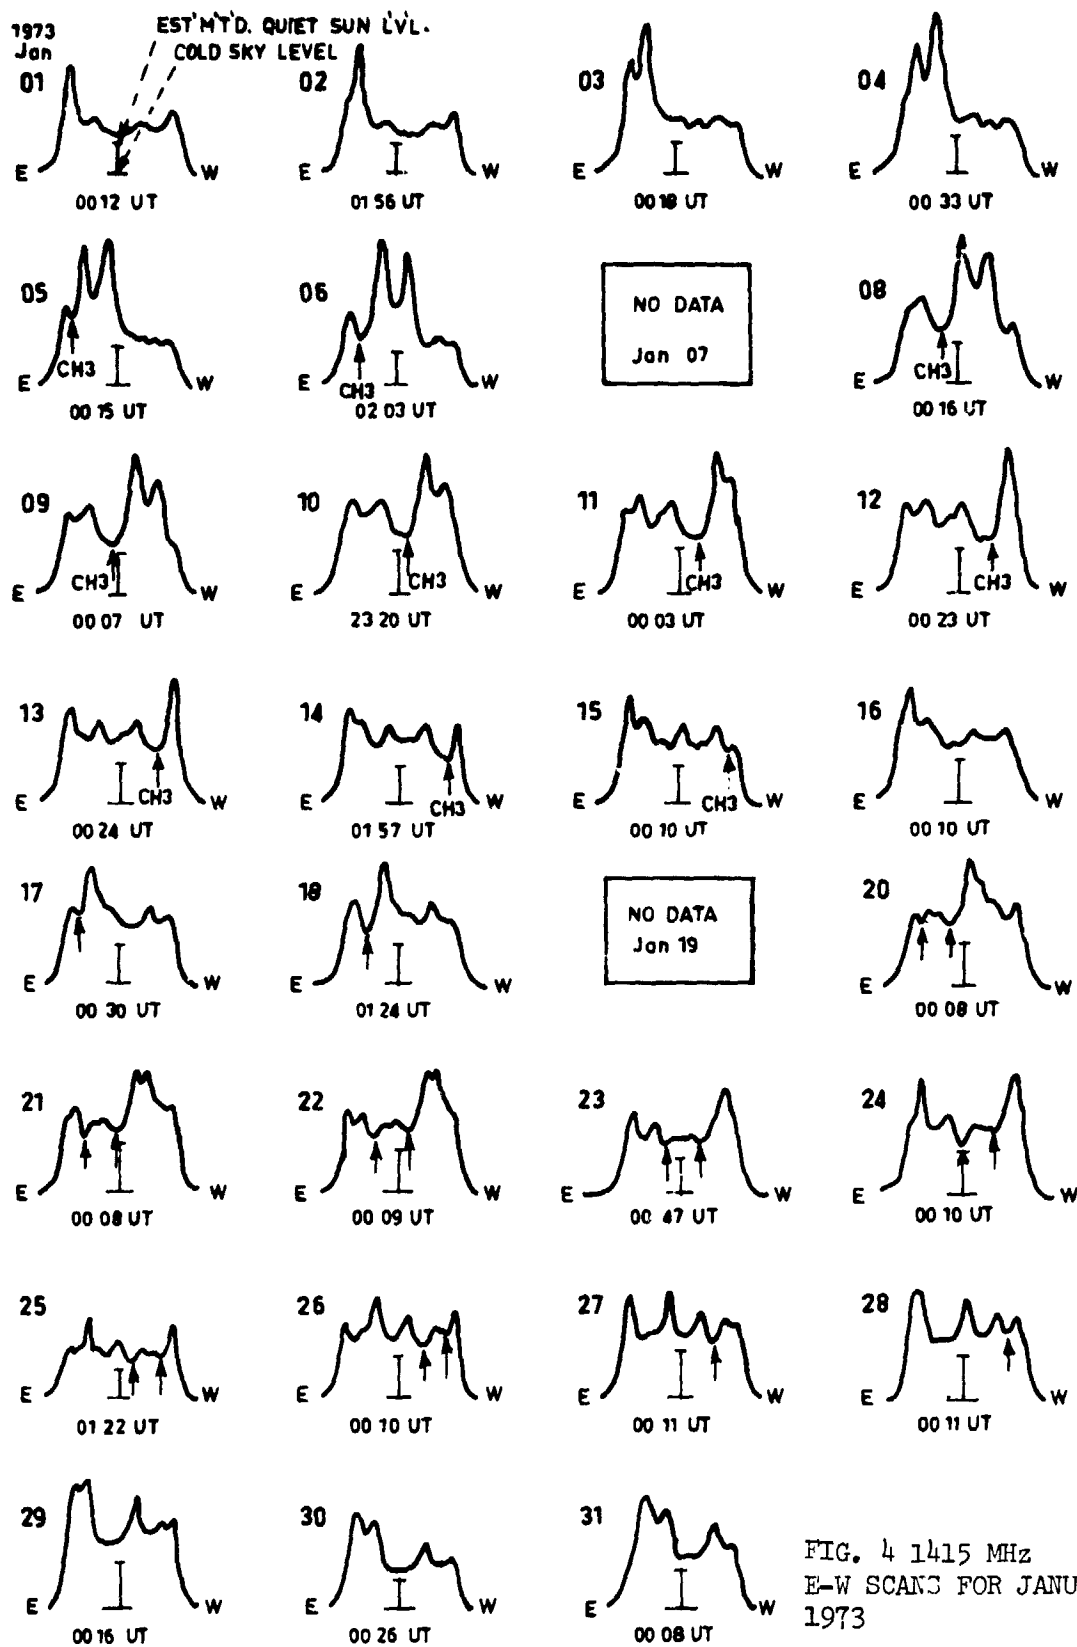 1973
Jan
EST'M'T'D. QUIET SUN LVL.
COLD SKY LEVEL
01
E W
00 12 UT
02
E W
01 56 UT
03
E W
00 18 UT
04
E W
00 33 UT
05
CH3
E W
00 15 UT
06
CH3
E W
02 03 UT
NO DATA
Jan 07
08
CH3
E W
00 16 UT
09
CH3
E W
00 07 UT
10
CH3
E W
23 20 UT
11
CH3
E W
00 03 UT
12
CH3
E W
00 23 UT
13
CH3
E W
00 24 UT
14
CH3
E W
01 57 UT
15
CH3
E W
00 10 UT
16
E W
00 10 UT
17
E W
00 30 UT
18
E W
01 24 UT
NO DATA
Jan 19
20
E W
00 08 UT
21
E W
00 08 UT
22
E W
00 09 UT
23
E W
00 47 UT
24
E W
00 10 UT
25
E W
01 22 UT
26
E W
00 10 UT
27
E W
00 11 UT
28
E W
00 11 UT
29
E W
00 16 UT
30
E W
00 26 UT
31
E W
00 08 UT
FIG. 4 1415 MHz
E-W SCANS FOR JANU
1973